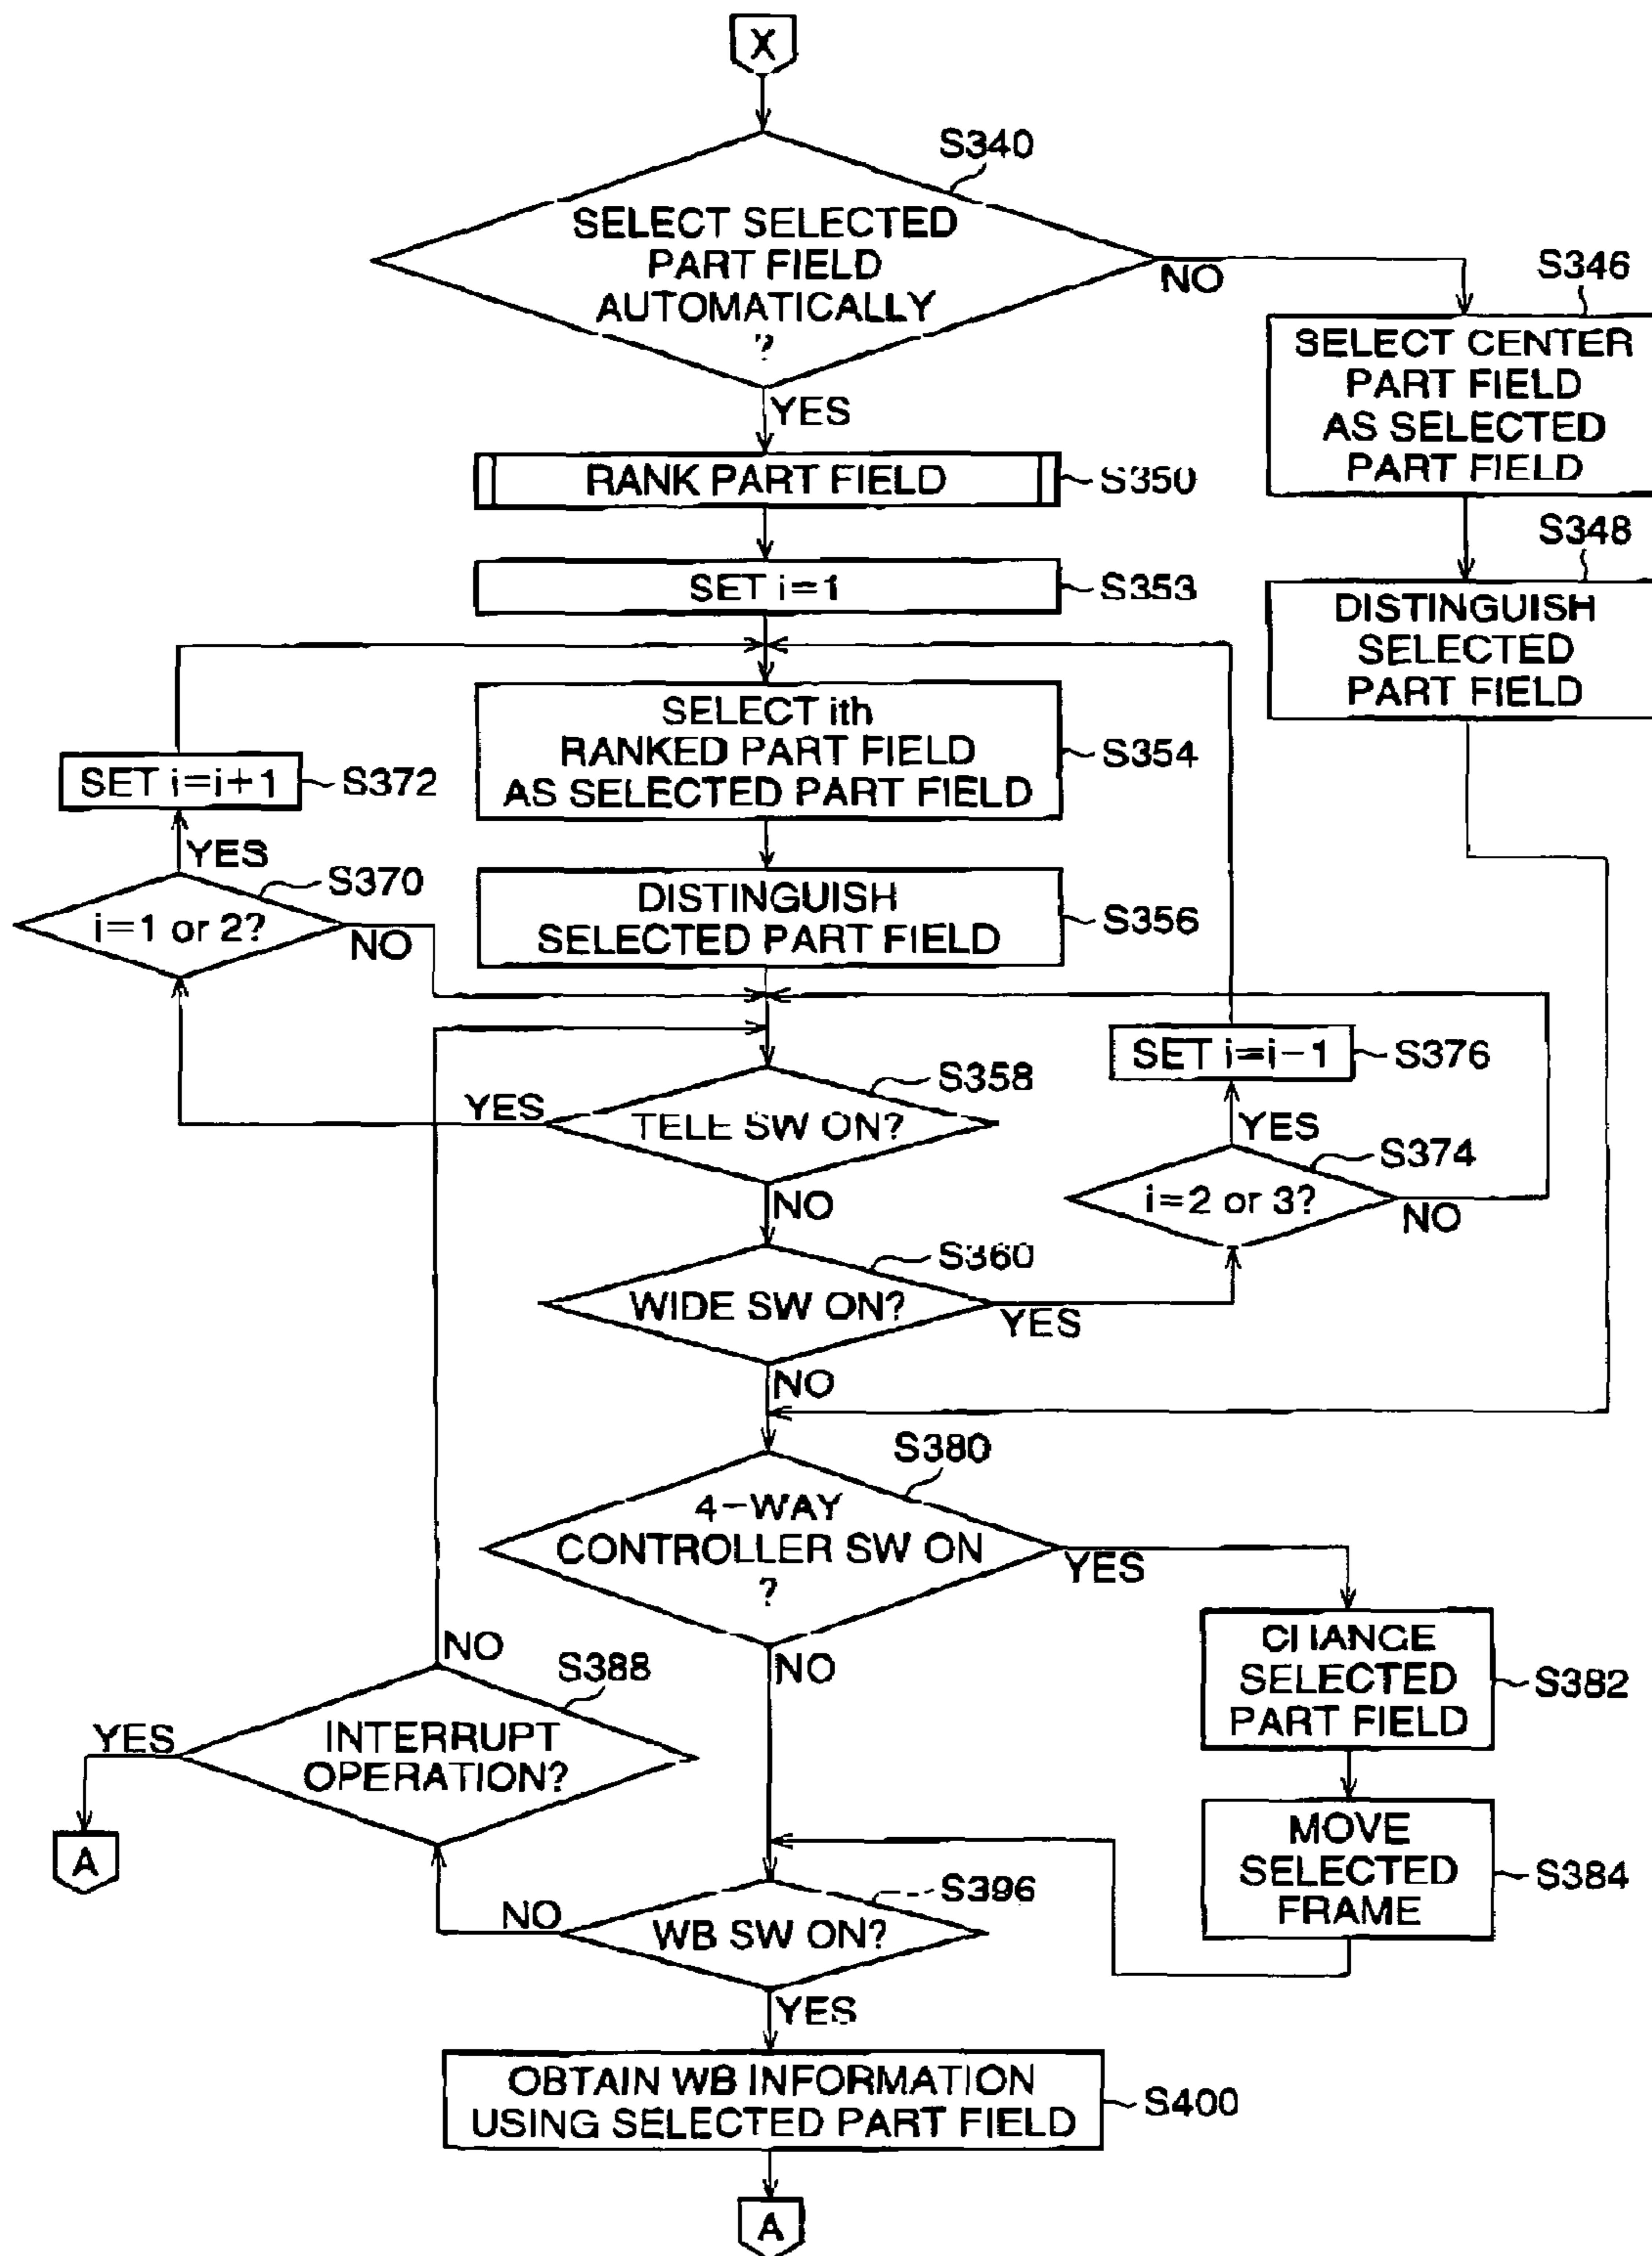 X
S340
SELECT SELECTED
PART FIELD
AUTOMATICALLY
?
NO
YES
S346
SELECT CENTER
PART FIELD
AS SELECTED
PART FIELD
RANK PART FIELD
S350
S348
DISTINGUISH
SELECTED
PART FIELD
SET i=1
S353
SELECT ith
RANKED PART FIELD
AS SELECTED PART FIELD
S354
SET i=i+1
S372
YES
S370
i=1 or 2?
NO
DISTINGUISH
SELECTED PART FIELD
S356
SET i=i-1
S376
S358
YES
TELE SW ON?
NO
YES
S374
i=2 or 3?
NO
S360
WIDE SW ON?
YES
NO
S380
4-WAY
CONTROLLER SW ON
?
YES
NO
CHANGE
SELECTED
PART FIELD
S382
NO
S388
YES
INTERRUPT
OPERATION?
A
MOVE
SELECTED
FRAME
S384
S396
NO
WB SW ON?
YES
OBTAIN WB INFORMATION
USING SELECTED PART FIELD
S400
A